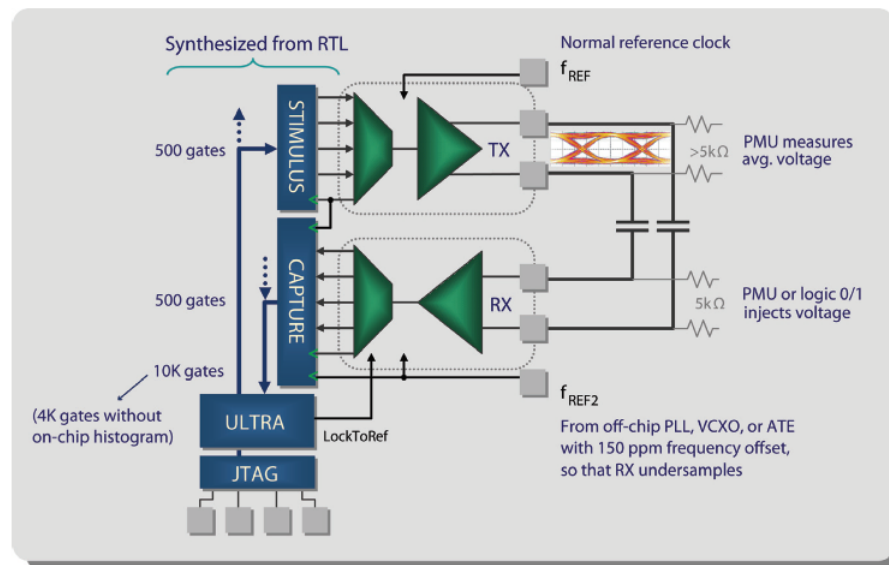 Synthesized from RTL
Normal reference clock
fREF
STIMULUS
500 gates
TX
>5kΩ
PMU measures
avg. voltage
CAPTURE
500 gates
RX
5kΩ
PMU or logic 0/1
injects voltage
10K gates
(4K gates without
on-chip histogram)
ULTRA
LockToRef
fREF2
From off-chip PLL, VCXO, or ATE
with 150 ppm frequency offset,
so that RX undersamples
JTAG